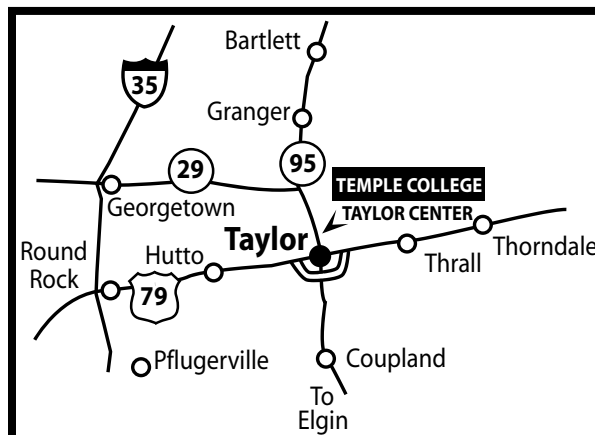 Bartlett
35
Granger
29
95
TEMPLE COLLEGE
TAYLOR CENTER
Georgetown
Taylor
Thorndale
Round
Rock
Hutto
Thrall
79
Pflugerville
Coupland
To
Elgin